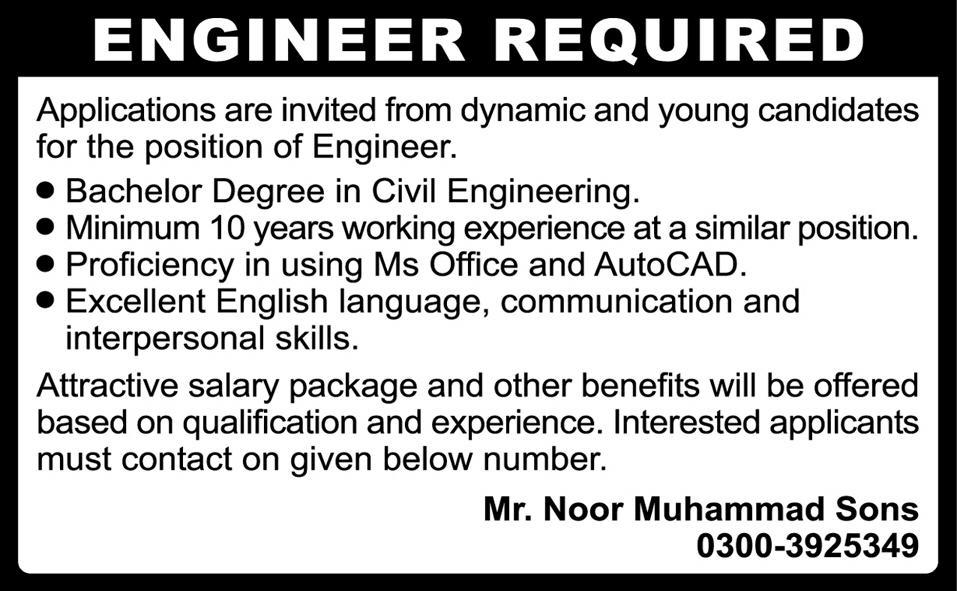 ENGINEER REQUIRED
Applications are invited from dynamic and young candidates
for the position of Engineer.
● Bachelor Degree in Civil Engineering.
● Minimum 10 years working experience at a similar position.
● Proficiency in using Ms Office and AutoCAD.
● Excellent English language, communication and
interpersonal skills.
Attractive salary package and other benefits will be offered
based on qualification and experience. Interested applicants
must contact on given below number.
Mr. Noor Muhammad Sons
0300-3925349